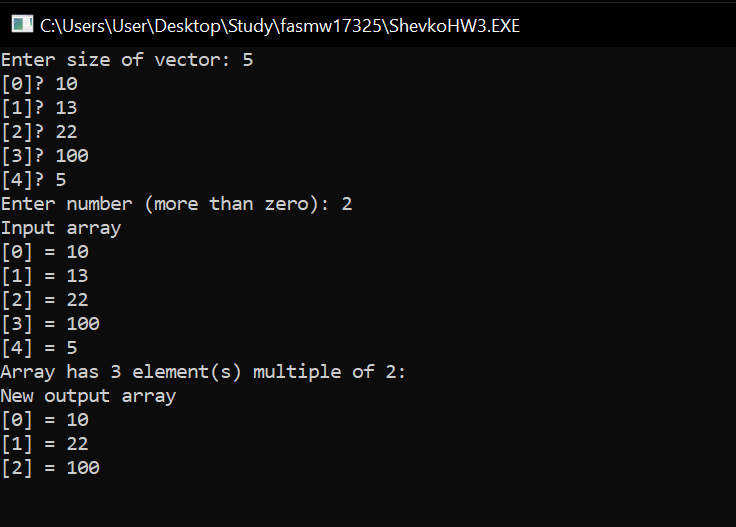 C:\Users\User\Desktop\Study\fasmw17325\ShevkoHW3.EXE
Enter size of vector: 5
[0]? 10
[1]? 13
[2]? 22
[3]? 100
[4]? 5
Enter number (more than zero): 2
Input array
[0] = 10
[1] = 13
[2] = 22
[3] = 100
[4] = 5
Array has 3 element(s) multiple of 2:
New output array
[0] = 10
[1] = 22
[2] = 100